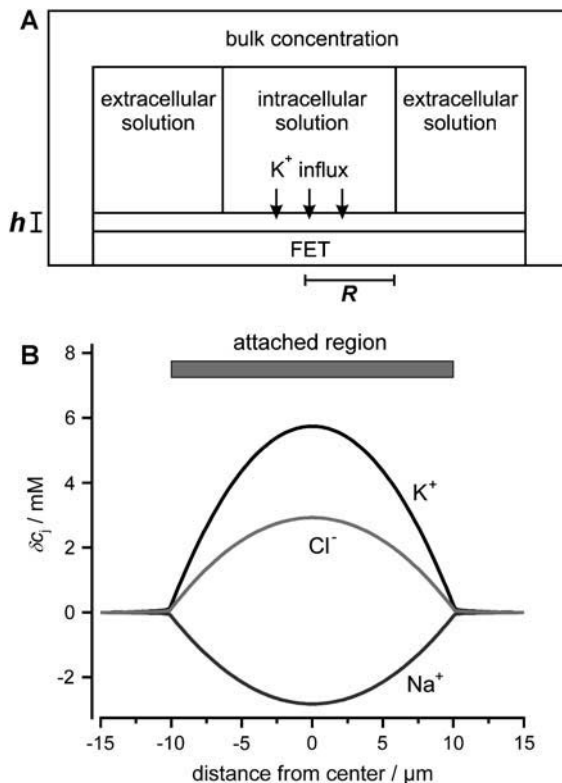 A
bulk concentration
extracellular solution
intracellular solution
extracellular solution
K⁺ influx
h
FET
R
B
attached region
8
6
4
2
0
-2
δcⱼ / mM
K⁺
Cl⁻
Na⁺
-15 -10 -5 0 5 10 15
distance from center / μm